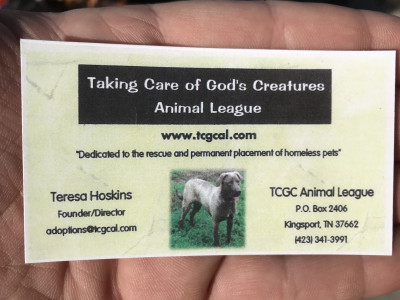 Taking Care of God's Creatures
Animal League
www.tcgcal.com
"Dedicated to the rescue and permanent placement of homeless pets"
Teresa Hoskins
Founder/Director
adoptions@tcgcal.com
TCGC Animal League
P.O. Box 2406
Kingsport, TN 37662
(423) 341-3991